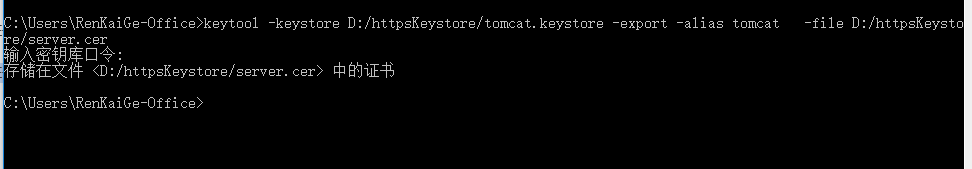 C:\Users\RenKaiGe-Office>keytool -keystore D:/httpsKeystore/tomcat.keystore -export -alias tomcat   -file D:/httpsKeysto
re/server.cer
输入密钥库口令:
存储在文件 <D:/httpsKeystore/server.cer> 中的证书
C:\Users\RenKaiGe-Office>